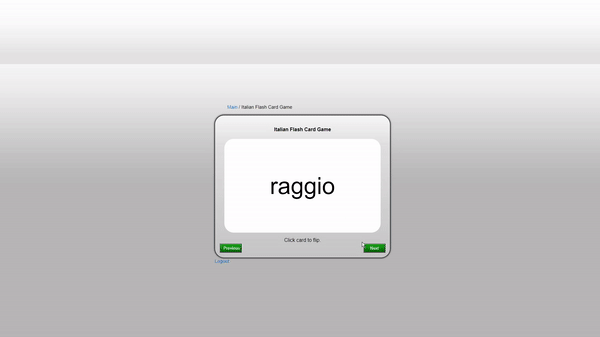 Main / Italian Flash Card Game
Italian Flash Card Game
raggio
Click card to flip
Previous
Next
Logout